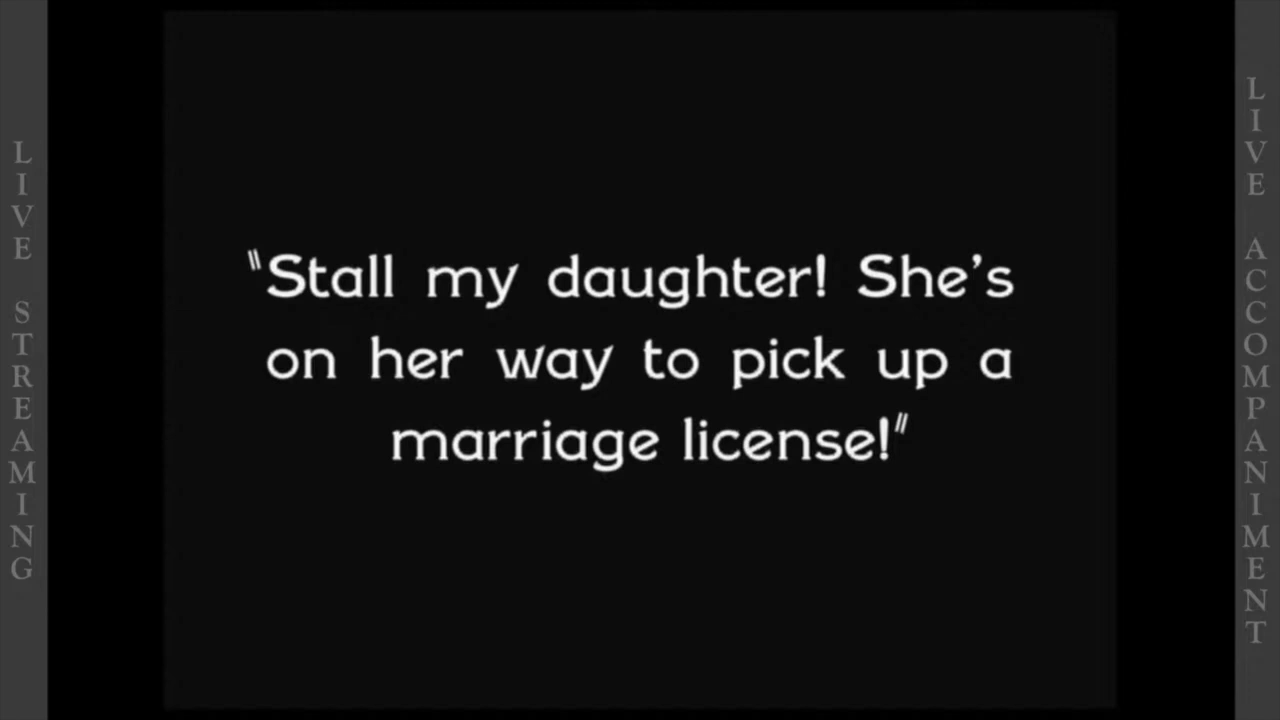 LIVE STREAMING
"Stall my daughter! She's
on her way to pick up a
marriage license!"
LIVE ACCOMPANIMENT